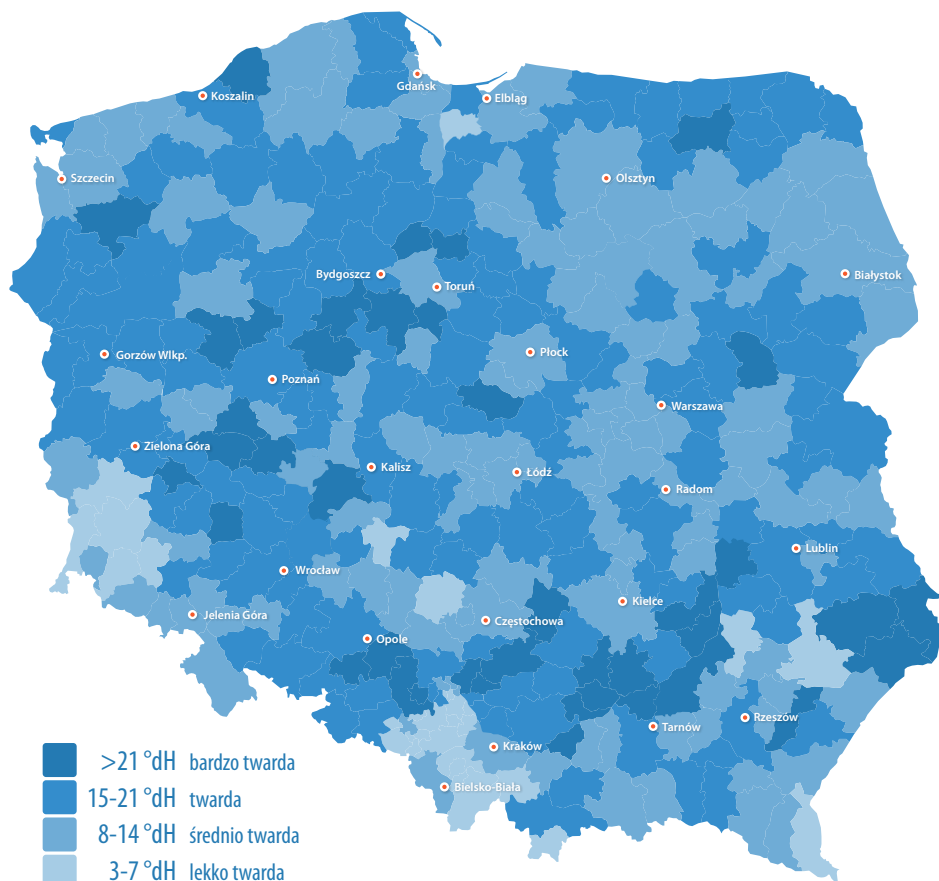 Koszalin
Gdańsk
Elbląg
Szczecin
Olsztyn
Bydgoszcz
Toruń
Białystok
Gorzów Wlkp.
Płock
Poznań
Warszawa
Zielona Góra
Kalisz
Łódź
Radom
Lublin
Wrocław
Kielce
Jelenia Góra
Częstochowa
Opole
Rzeszów
Tarnów
Kraków
Bielsko-Biała
>21 °dH bardzo twarda
15-21 °dH twarda
8-14 °dH średnio twarda
3-7 °dH lekko twarda